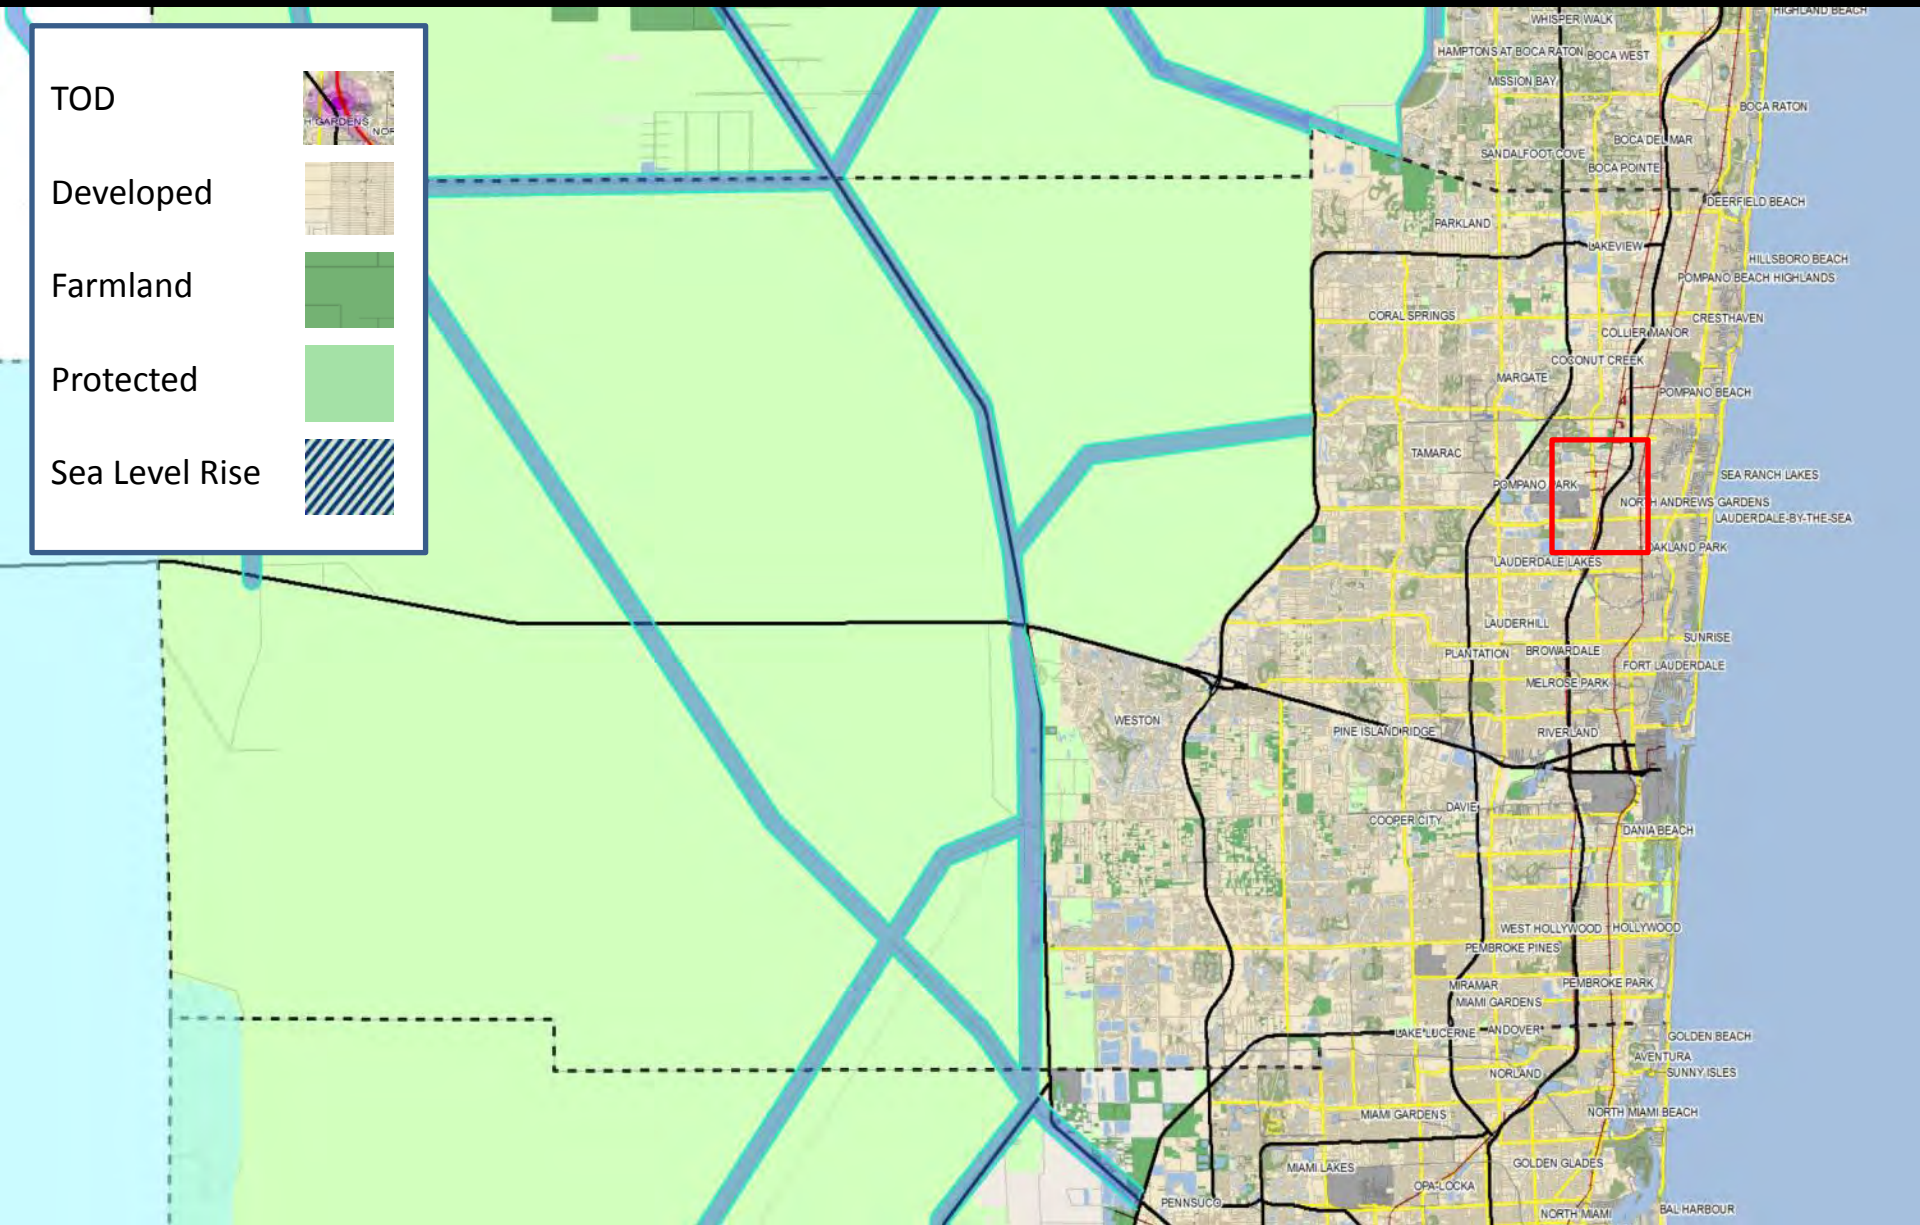 TOD
H GARDENS
NOR
Developed
Farmland
Protected
Sea Level Rise
HIGHLAND BEACH
WHISPER WALK
HAMPTONS AT BOCA RATON
BOCA WEST
MISSION BAY
BOCA RATON
BOCA DEL MAR
SANDALFOOT COVE
BOCA POINTE
DEERFIELD BEACH
PARKLAND
LAKEVIEW
HILLSBORO BEACH
POMPANO BEACH HIGHLANDS
CORAL SPRINGS
CRESTHAVEN
COLLIER MANOR
COCONUT CREEK
MARGATE
POMPANO BEACH
TAMARAC
SEA RANCH LAKES
POMPANO PARK
NORTH ANDREWS GARDENS
LAUDERDALE-BY-THE-SEA
OAKLAND PARK
LAUDERDALE LAKES
LAUDERHILL
SUNRISE
PLANTATION
BROWARDALE
FORT LAUDERDALE
MELROSE PARK
WESTON
PINE ISLAND RIDGE
RIVERLAND
DAVIE
COOPER CITY
DANIA BEACH
WEST HOLLYWOOD
HOLLYWOOD
PEMBROKE PINES
MIRAMAR
PEMBROKE PARK
MIAMI GARDENS
LAKE LUCERNE
ANDOVER
GOLDEN BEACH
AVENTURA
SUNNY ISLES
NORLAND
MIAMI GARDENS
NORTH MIAMI BEACH
MIAMI LAKES
GOLDEN GLADES
OPA-LOCKA
PENNSUCO
NORTH MIAMI
BAL HARBOUR